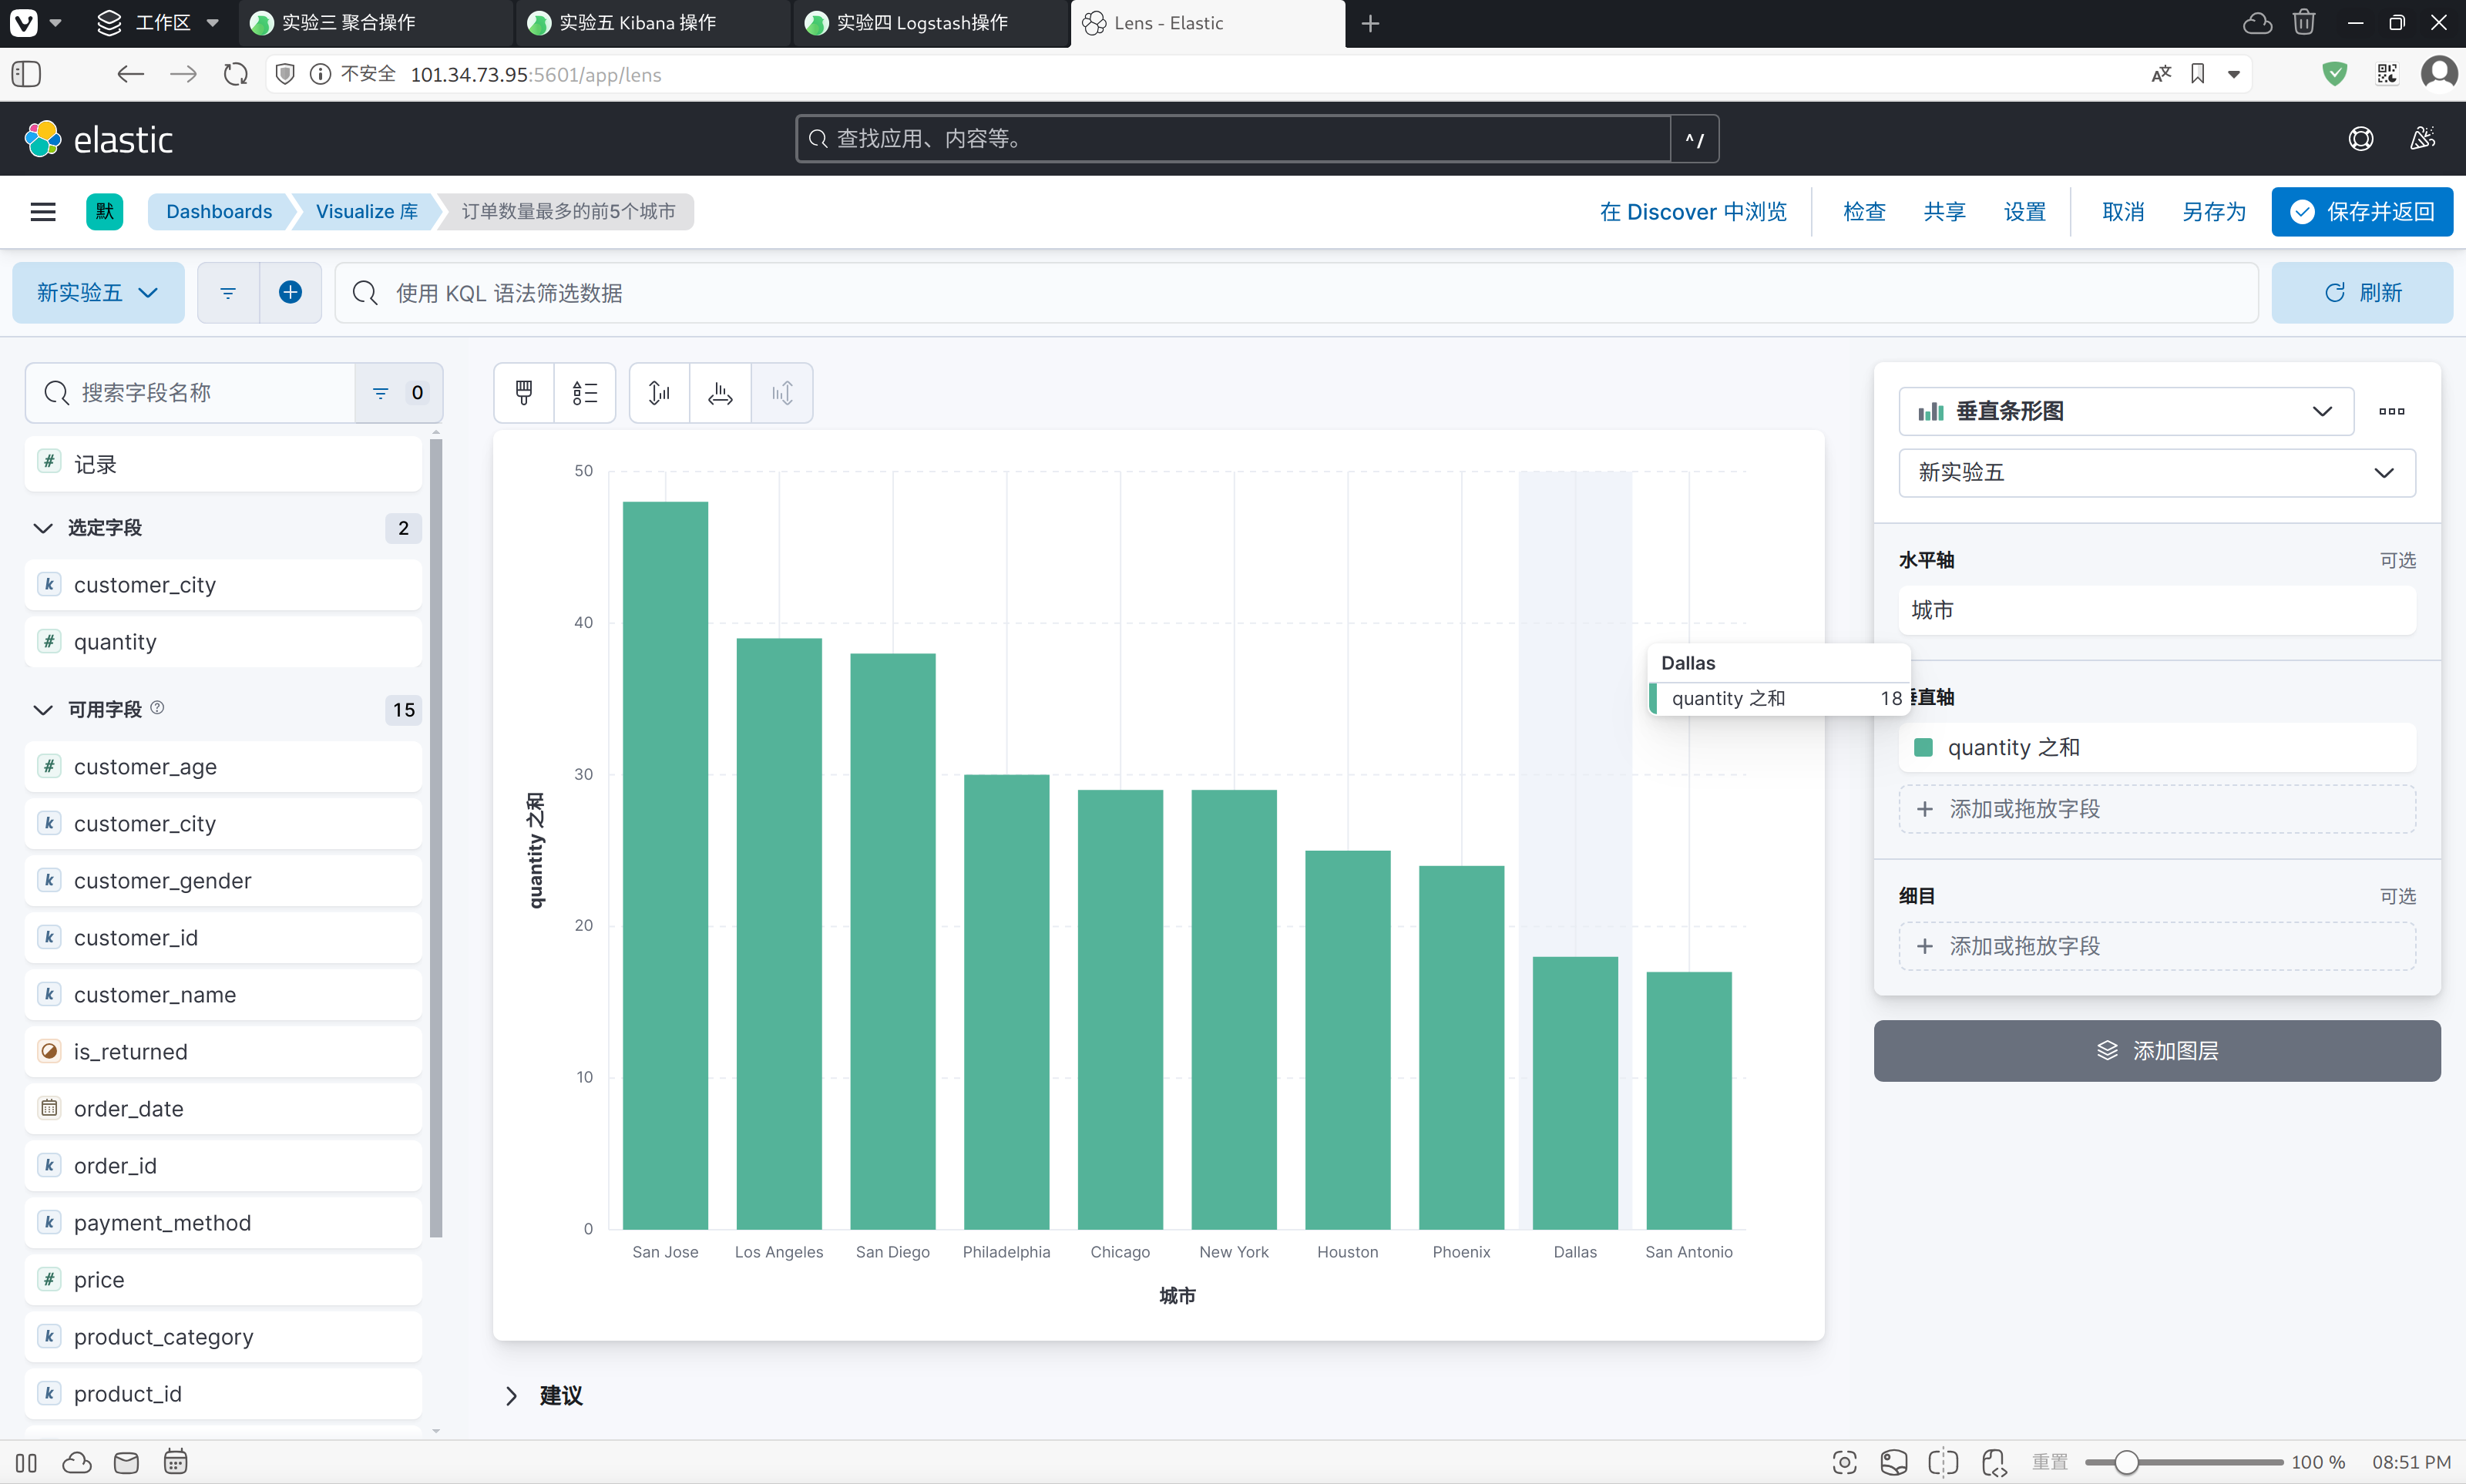 工作区
实验三 聚合操作
实验五 Kibana 操作
实验四 Logstash操作
Lens - Elastic
不安全 101.34.73.95:5601/app/lens
elastic
查找应用、内容等。
^ /
默
Dashboards
Visualize 库
订单数量最多的前5个城市
在 Discover 中浏览
检查
共享
设置
取消
另存为
保存并返回
新实验五
使用 KQL 语法筛选数据
刷新
搜索字段名称
0
# 记录
选定字段 2
k customer_city
# quantity
可用字段 15
# customer_age
k customer_city
k customer_gender
k customer_id
k customer_name
is_returned
order_date
k order_id
k payment_method
# price
k product_category
k product_id
50
40
30
20
10
0
quantity 之和
San Jose Los Angeles San Diego Philadelphia Chicago New York Houston Phoenix Dallas San Antonio
城市
Dallas
quantity 之和 18
建议
垂直条形图
新实验五
水平轴 可选
城市
直轴
quantity 之和
添加或拖放字段
细目 可选
添加或拖放字段
添加图层
重置
100 %
08:51 PM